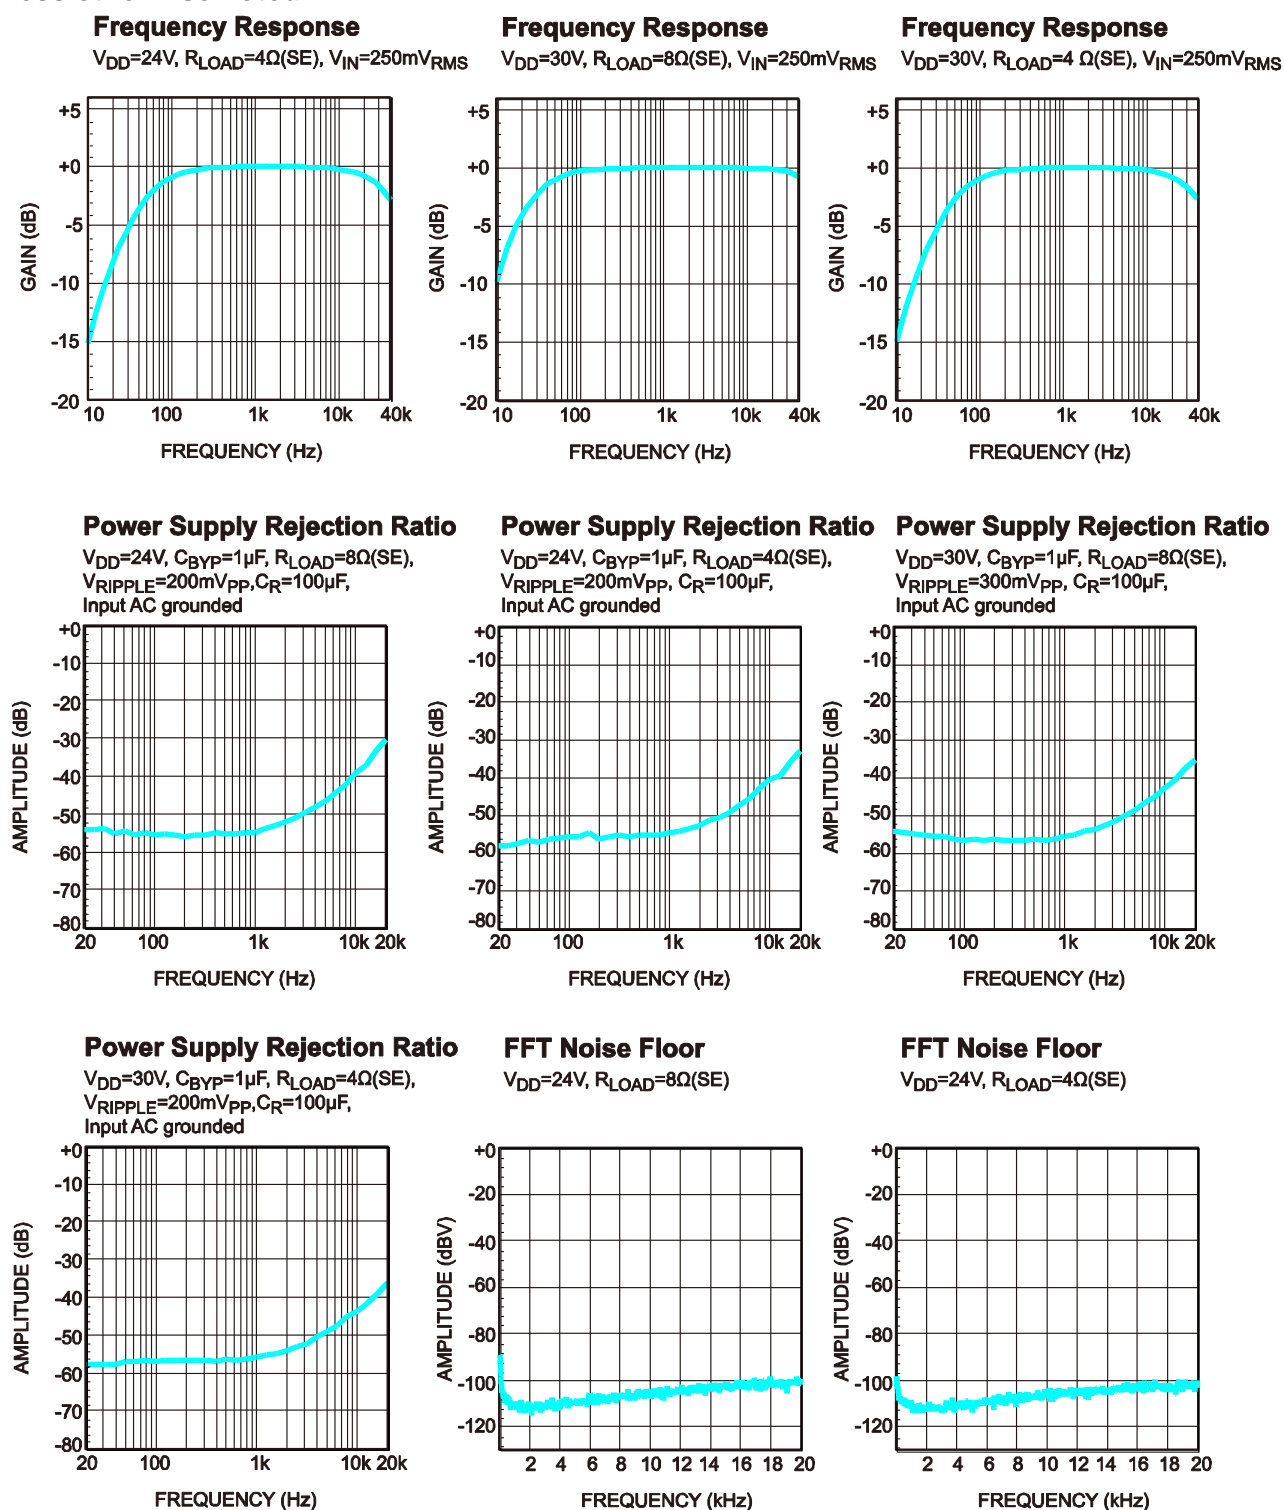 Frequency Response
VDD=24V, RLOAD=4Ω(SE), VIN=250mVRMS
+5
+0
-5
-10
-15
-20
GAIN (dB)
10 100 1k 10k 40k
FREQUENCY (Hz)
Frequency Response
VDD=30V, RLOAD=8Ω(SE), VIN=250mVRMS
+5
+0
-5
-10
-15
-20
GAIN (dB)
10 100 1k 10k 40k
FREQUENCY (Hz)
Frequency Response
VDD=30V, RLOAD=4 Ω(SE), VIN=250mVRMS
+5
+0
-5
-10
-15
-20
GAIN (dB)
10 100 1k 10k 40k
FREQUENCY (Hz)
Power Supply Rejection Ratio
VDD=24V, CBYP=1µF, RLOAD=8Ω(SE),
VRIPPLE=200mVPP,CR=100µF,
Input AC grounded
+0
-10
-20
-30
-40
-50
-60
-70
-80
AMPLITUDE (dB)
20 100 1k 10k 20k
FREQUENCY (Hz)
Power Supply Rejection Ratio
VDD=24V, CBYP=1µF, RLOAD=4Ω(SE),
VRIPPLE=200mVPP, CR=100µF,
Input AC grounded
+0
-10
-20
-30
-40
-50
-60
-70
-80
AMPLITUDE (dB)
20 100 1k 10k 20k
FREQUENCY (Hz)
Power Supply Rejection Ratio
VDD=30V, CBYP=1µF, RLOAD=8Ω(SE),
VRIPPLE=300mVPP, CR=100µF,
Input AC grounded
+0
-10
-20
-30
-40
-50
-60
-70
-80
AMPLITUDE (dB)
20 100 1k 10k 20k
FREQUENCY (Hz)
Power Supply Rejection Ratio
VDD=30V, CBYP=1µF, RLOAD=4Ω(SE),
VRIPPLE=200mVPP,CR=100µF,
Input AC grounded
+0
-10
-20
-30
-40
-50
-60
-70
-80
AMPLITUDE (dB)
20 100 1k 10k 20k
FREQUENCY (Hz)
FFT Noise Floor
VDD=24V, RLOAD=8Ω(SE)
+0
-20
-40
-60
-80
-100
-120
AMPLITUDE (dBV)
2 4 6 8 10 12 14 16 18 20
FREQUENCY (kHz)
FFT Noise Floor
VDD=24V, RLOAD=4Ω(SE)
+0
-20
-40
-60
-80
-100
-120
AMPLITUDE (dBV)
2 4 6 8 10 12 14 16 18 20
FREQUENCY (kHz)